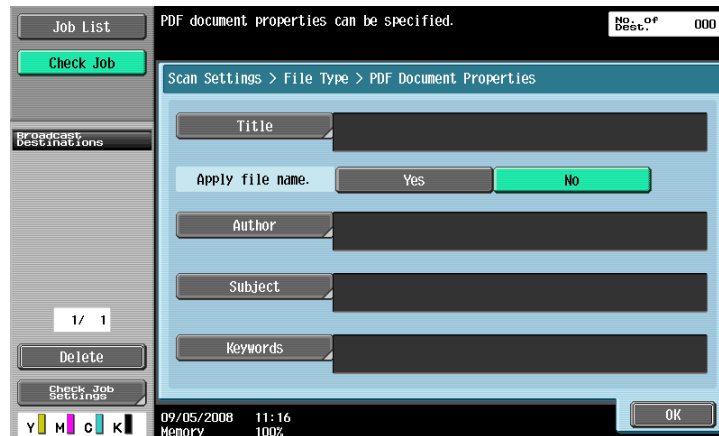 Job List
Check Job
Broadcast
Destinations
1/ 1
Delete
Check Job
Settings
Y M C K
PDF document properties can be specified.
No. of
Dest. 000
Scan Settings > File Type > PDF Document Properties
Title
Apply file name. Yes No
Author
Subject
Keywords
OK
09/05/2008 11:16
Memory 100%